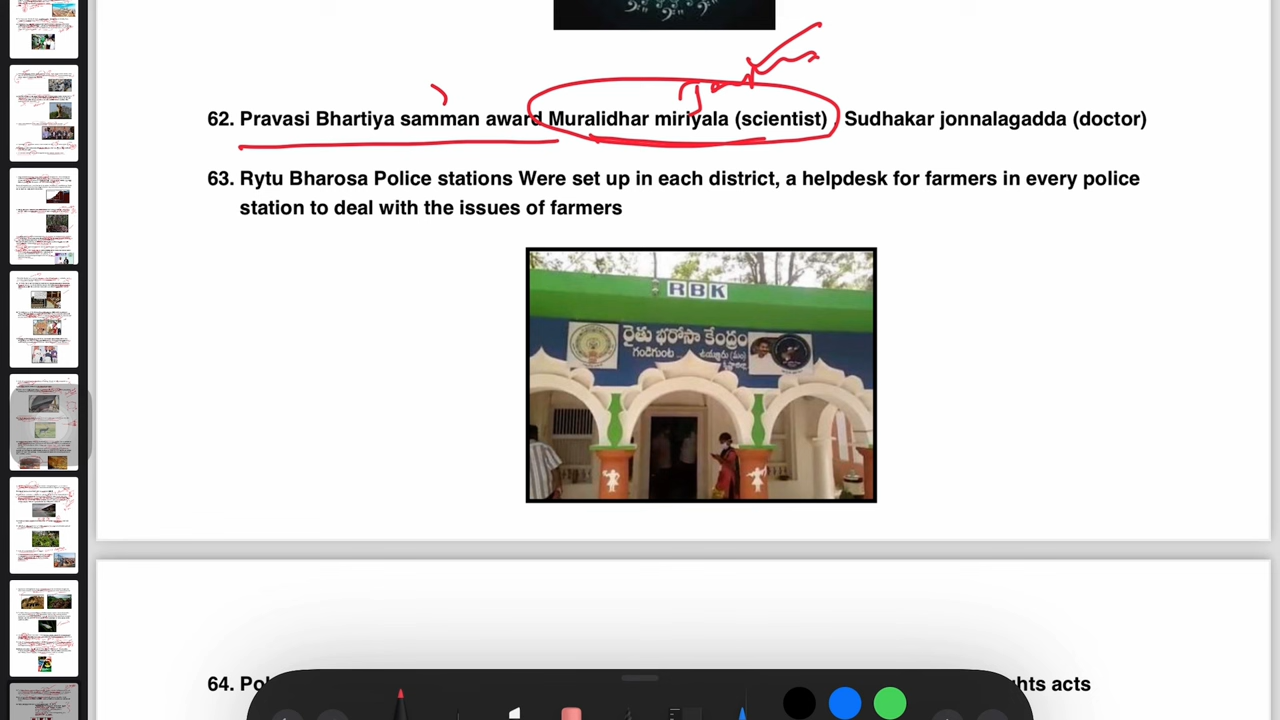 62. Pravasi Bhartiya samman award Muralidhar miriyala (scientist) Sudhakar jonnalagadda (doctor)
63. Rytu Bharosa Police stations Were set up in each district, a helpdesk for farmers in every police
station to deal with the issues of farmers
RBK
రైతు భరోసా కేంద్రం
గండిగుంట
64.
ghts acts